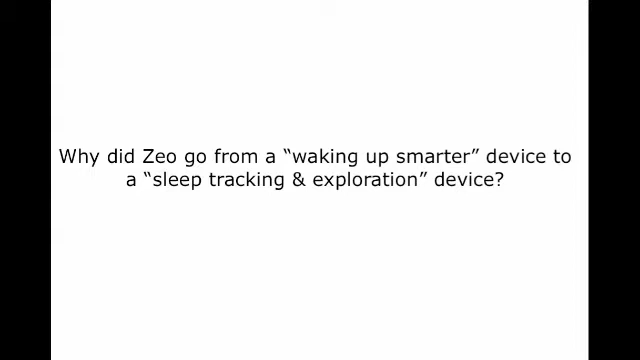 Why did Zeo go from a “waking up smarter” device to
a “sleep tracking & exploration” device?